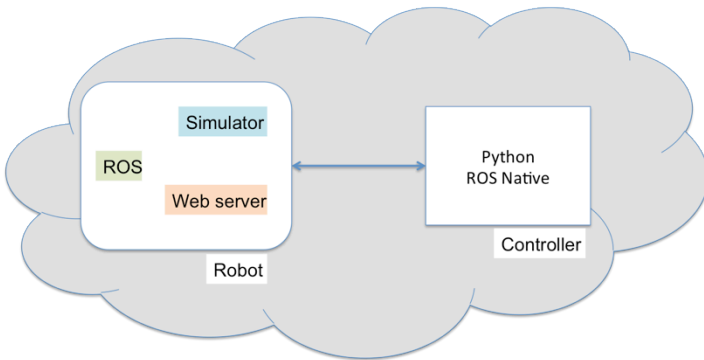 Simulator
ROS
Web server
Robot
Python
ROS Native
Controller